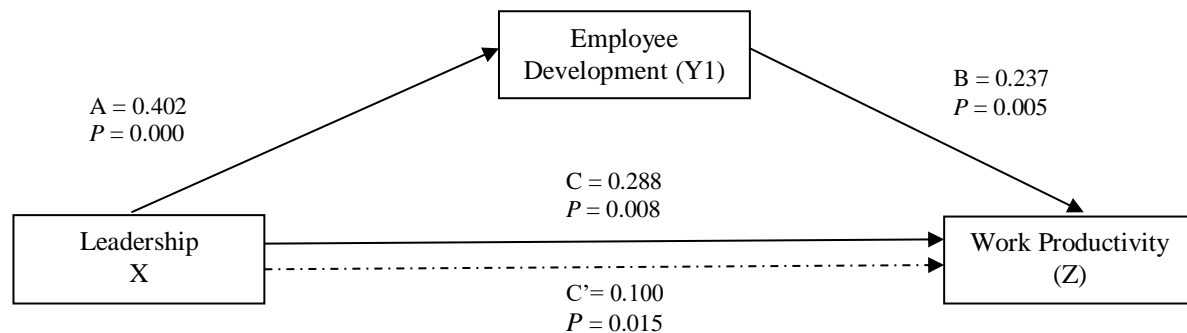 Employee
Development (Y1)
A = 0.402
P = 0.000
B = 0.237
P = 0.005
C = 0.288
P = 0.008
Leadership
X
Work Productivity
(Z)
C’= 0.100
P = 0.015